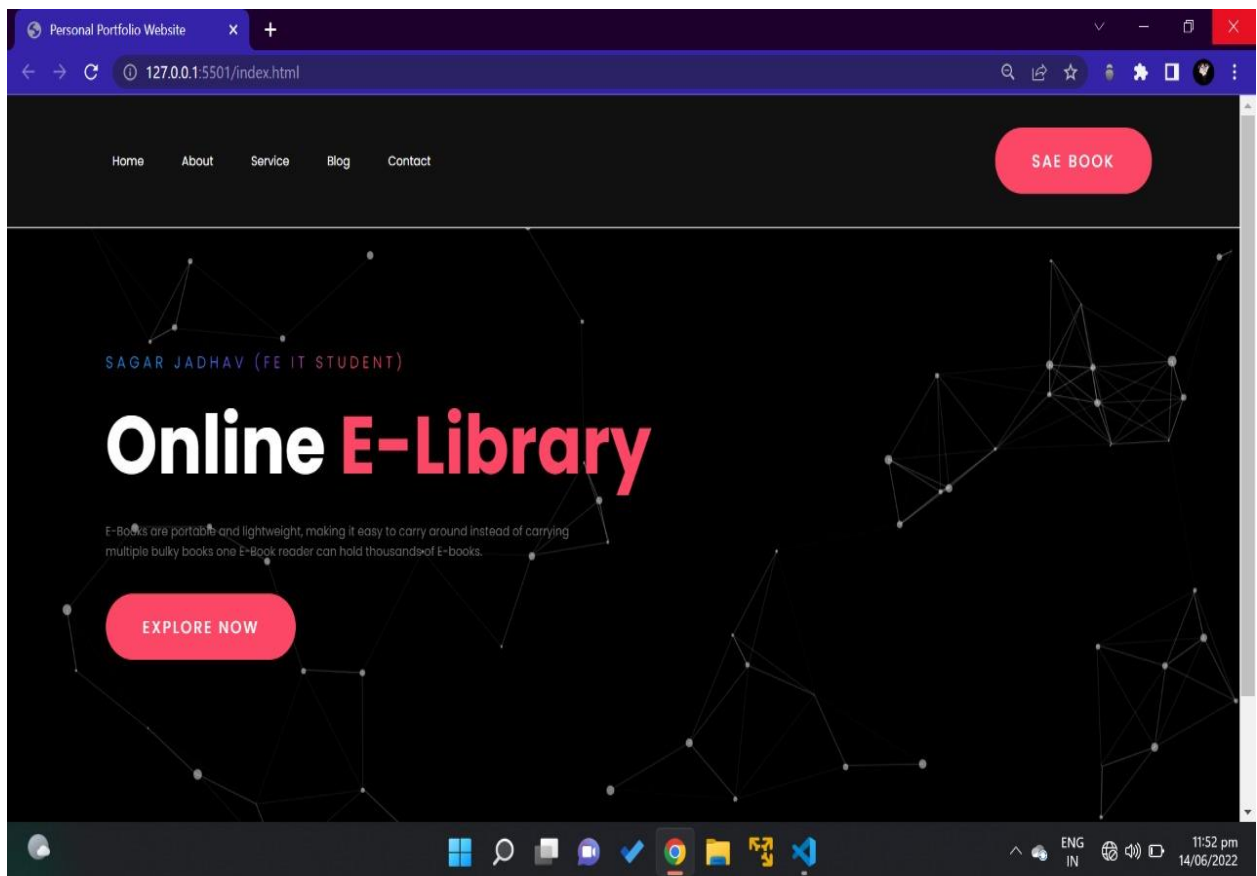 Personal Portfolio Website
127.0.0.1:5501/index.html
Home About Service Blog Contact
SAE BOOK
SAGAR JADHAV (FE IT STUDENT)
Online E-Library
E-Books are portable and lightweight, making it easy to carry around instead of carrying
multiple bulky books one E-Book reader can hold thousands of E-books.
EXPLORE NOW
ENG
IN
11:52 pm
14/06/2022